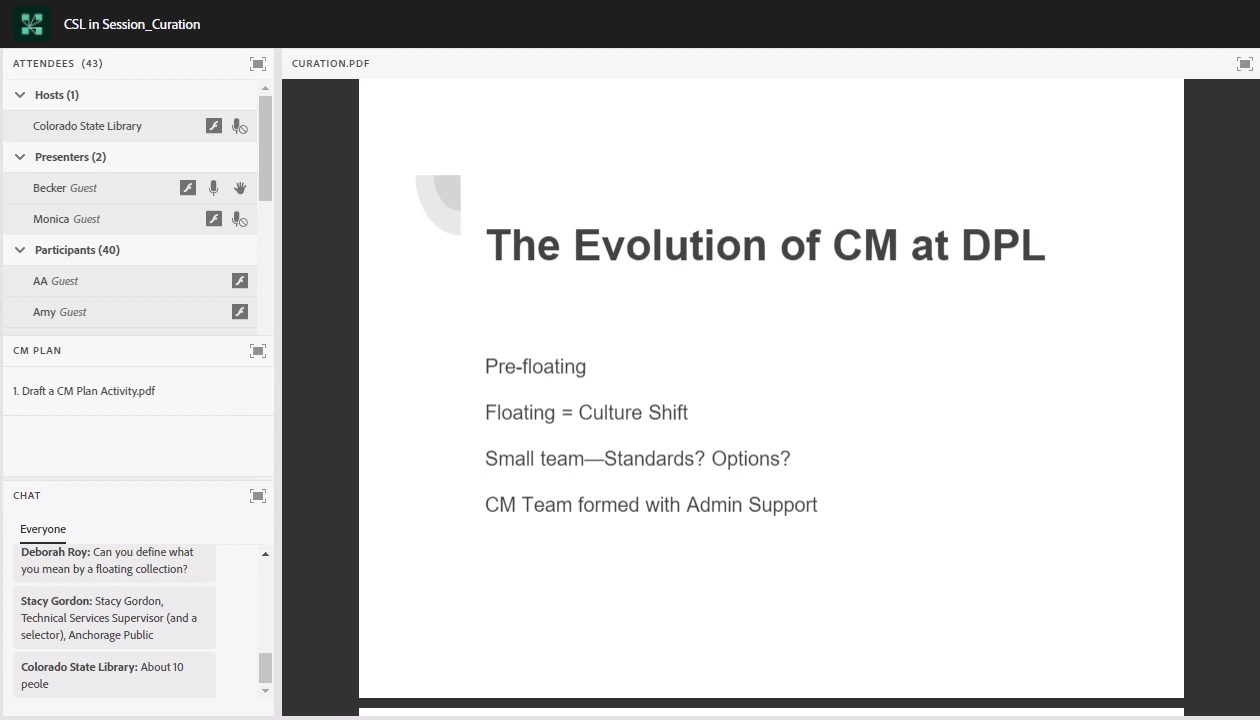 CSL in Session_Curation
ATTENDEES (43)
Hosts (1)
Colorado State Library
Presenters (2)
Becker Guest
Monica Guest
Participants (40)
AA Guest
Amy Guest
CM PLAN
1. Draft a CM Plan Activity.pdf
CHAT
Everyone
Deborah Roy: Can you define what
you mean by a floating collection?
Stacy Gordon: Stacy Gordon,
Technical Services Supervisor (and a
selector), Anchorage Public
Colorado State Library: About 10
peole
CURATION.PDF
The Evolution of CM at DPL
Pre-floating
Floating = Culture Shift
Small team—Standards? Options?
CM Team formed with Admin Support